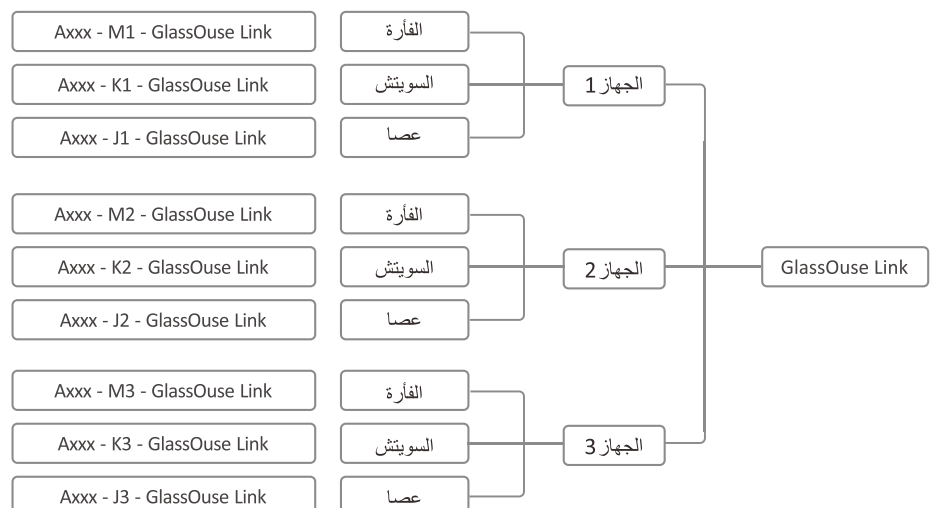 Axxx - M1 - GlassOuse Link
الفأرة
Axxx - K1 - GlassOuse Link
السويتش
الجهاز 1
Axxx - J1 - GlassOuse Link
عصا
Axxx - M2 - GlassOuse Link
الفأرة
Axxx - K2 - GlassOuse Link
السويتش
الجهاز 2
GlassOuse Link
Axxx - J2 - GlassOuse Link
عصا
Axxx - M3 - GlassOuse Link
الفأرة
Axxx - K3 - GlassOuse Link
السويتش
الجهاز 3
Axxx - J3 - GlassOuse Link
عصا